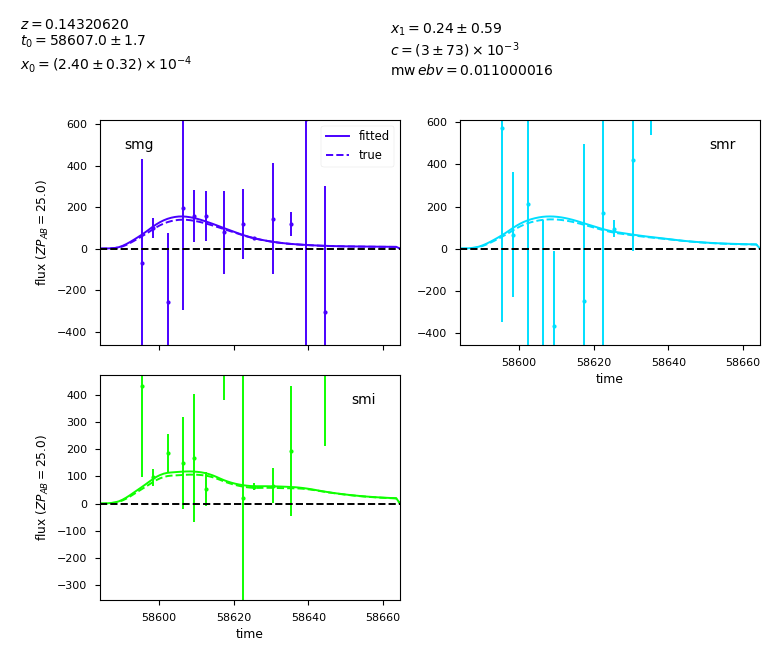 z = 0.14320620
t₀ = 58607.0 ± 1.7
x₀ = (2.40 ± 0.32) × 10⁻⁴
x₁ = 0.24 ± 0.59
c = (3 ± 73) × 10⁻³
mw ebv = 0.011000016
smg
fitted
true
600
400
200
0
−200
−400
flux (ZP_AB = 25.0)
smr
600
400
200
0
−200
−400
58600 58620 58640 58660
time
smi
400
300
200
100
0
−100
−200
−300
flux (ZP_AB = 25.0)
58600 58620 58640 58660
time